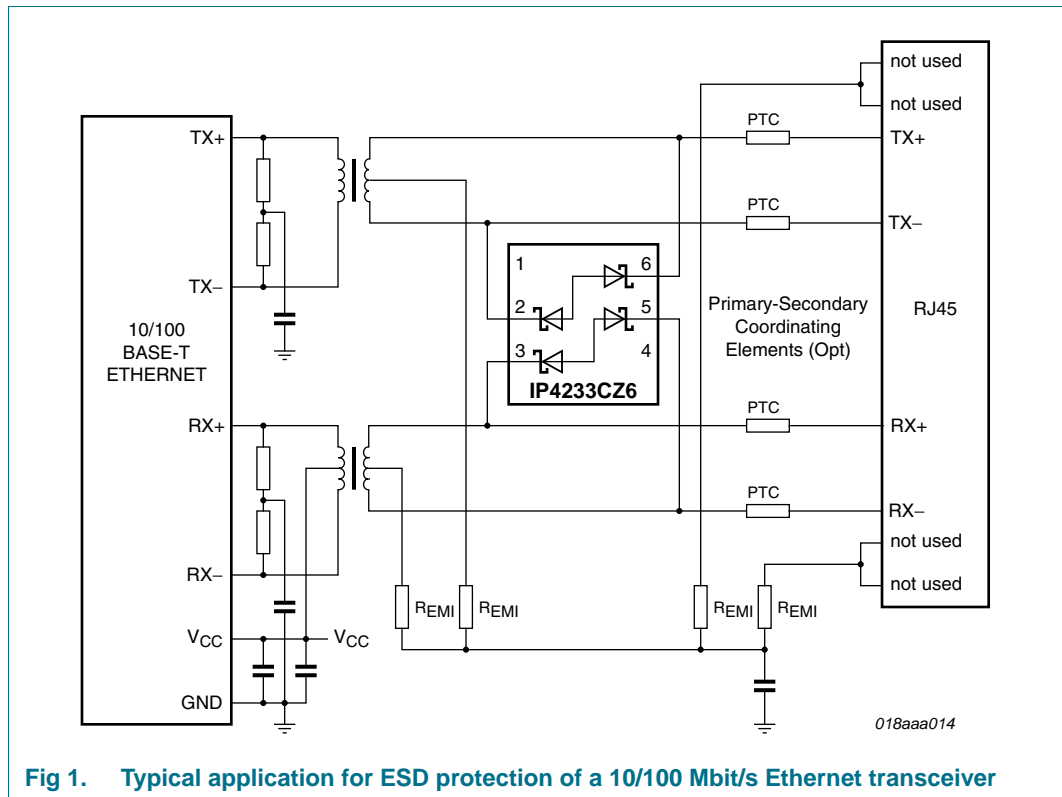 not used
not used
PTC
TX+
TX+
PTC
TX−
1
6
TX−
2
5
10/100
BASE-T
ETHERNET
Primary-Secondary
Coordinating
Elements (Opt)
RJ45
3
4
IP4233CZ6
RX+
PTC
RX+
PTC
RX−
not used
RX−
not used
REMI
REMI
REMI
REMI
VCC
VCC
GND
018aaa014
Fig 1. Typical application for ESD protection of a 10/100 Mbit/s Ethernet transceiver